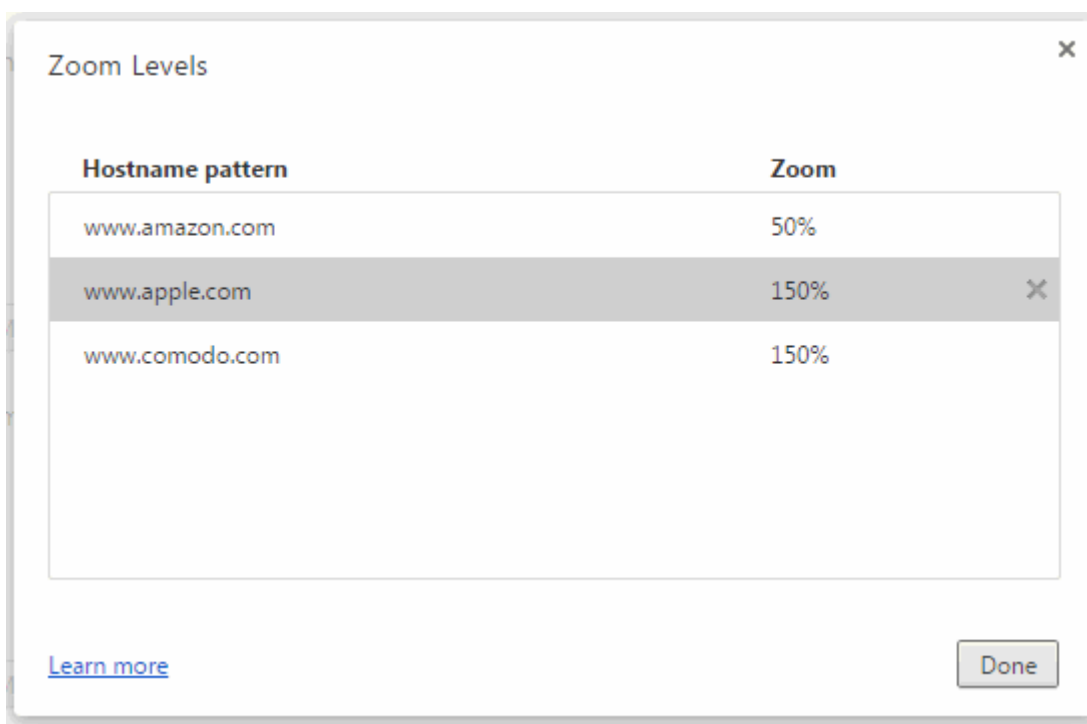 Zoom Levels
Hostname pattern Zoom
www.amazon.com 50%
www.apple.com 150%
www.comodo.com 150%
Learn more Done